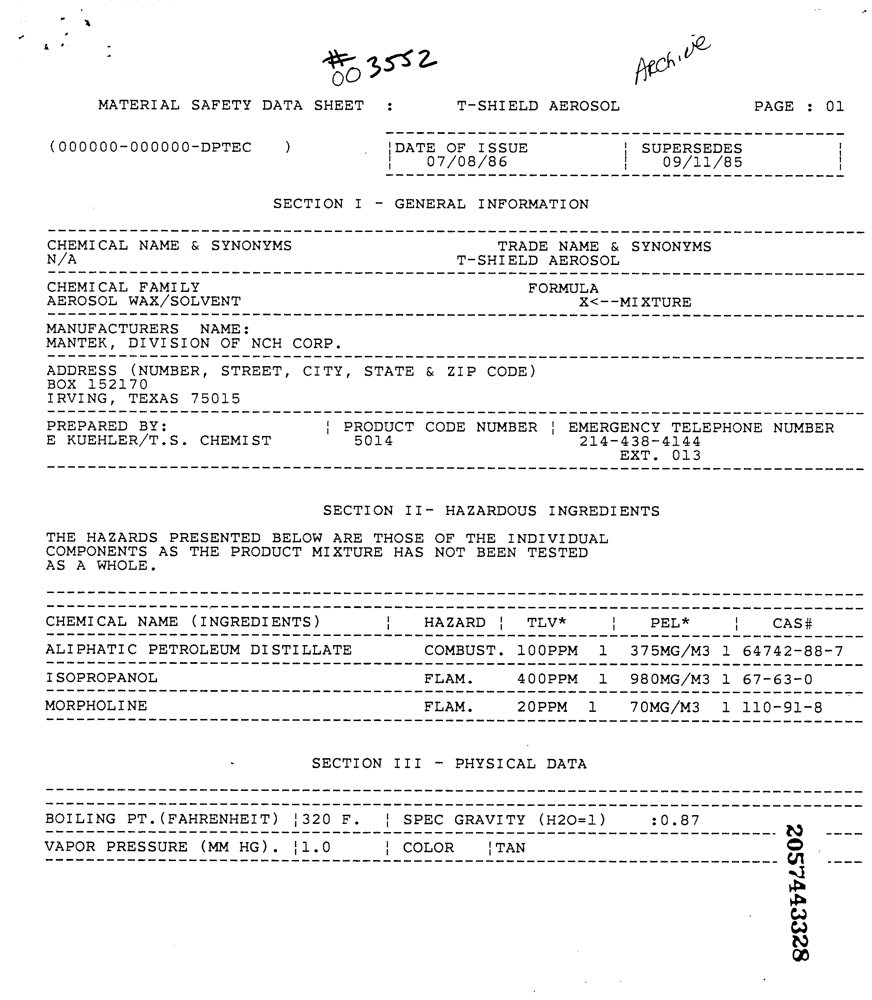 #
003552
Archive
MATERIAL SAFETY DATA SHEET : T-SHIELD AEROSOL PAGE : 01
(000000-000000-DPTEC ) |DATE OF ISSUE | SUPERSEDES |
| 07/08/86 | 09/11/85 |
SECTION I - GENERAL INFORMATION
CHEMICAL NAME & SYNONYMS TRADE NAME & SYNONYMS
N/A T-SHIELD AEROSOL
CHEMICAL FAMILY FORMULA
AEROSOL WAX/SOLVENT X<--MIXTURE
MANUFACTURERS NAME:
MANTEK, DIVISION OF NCH CORP.
ADDRESS (NUMBER, STREET, CITY, STATE & ZIP CODE)
BOX 152170
IRVING, TEXAS 75015
PREPARED BY: | PRODUCT CODE NUMBER | EMERGENCY TELEPHONE NUMBER
E KUEHLER/T.S. CHEMIST 5014 214-438-4144
EXT. 013
SECTION II- HAZARDOUS INGREDIENTS
THE HAZARDS PRESENTED BELOW ARE THOSE OF THE INDIVIDUAL
COMPONENTS AS THE PRODUCT MIXTURE HAS NOT BEEN TESTED
AS A WHOLE.
CHEMICAL NAME (INGREDIENTS) | HAZARD | TLV* | PEL* | CAS#
ALIPHATIC PETROLEUM DISTILLATE COMBUST. 100PPM 1 375MG/M3 1 64742-88-7
ISOPROPANOL FLAM. 400PPM 1 980MG/M3 1 67-63-0
MORPHOLINE FLAM. 20PPM 1 70MG/M3 1 110-91-8
SECTION III - PHYSICAL DATA
BOILING PT.(FAHRENHEIT) |320 F. | SPEC GRAVITY (H2O=1) :0.87
VAPOR PRESSURE (MM HG). |1.0 | COLOR |TAN
2057443328